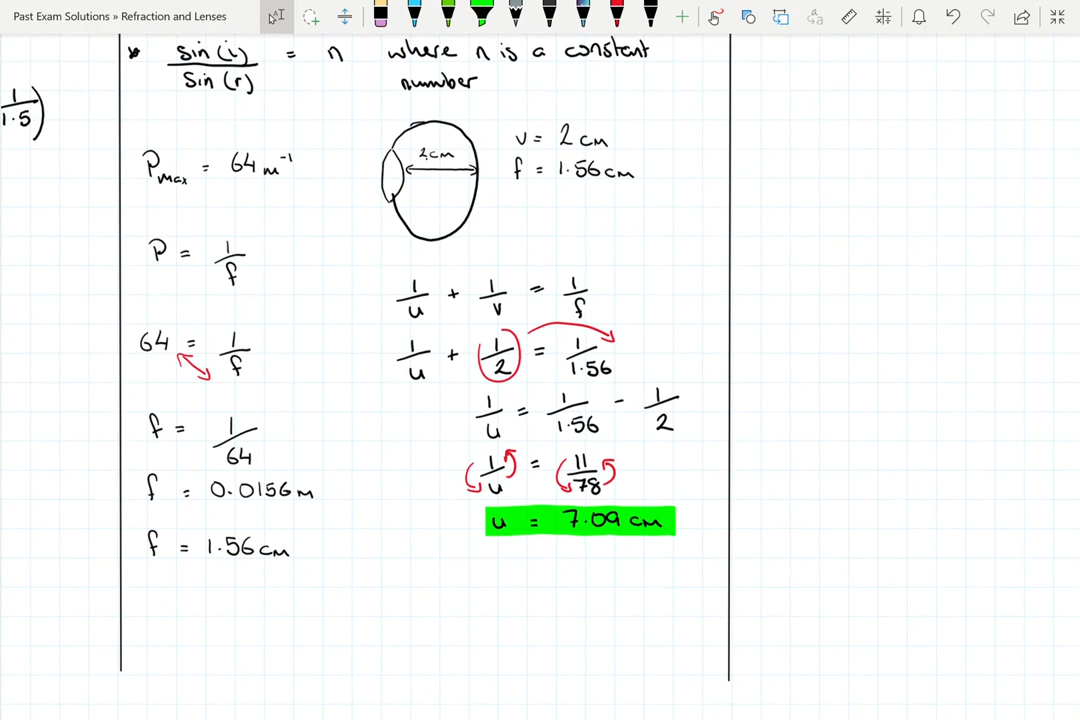 Past Exam Solutions » Refraction and Lenses
* sin(i)/Sin(r) = n where n is a constant
number
1/1.5)
Pmax = 64 m⁻¹
2cm
v = 2 cm
f = 1.56 cm
P = 1/f
64 = 1/f
f = 1/64
f = 0.0156 m
f = 1.56 cm
1/u + 1/v = 1/f
1/u + (1/2) = 1/1.56
1/u = 1/1.56 - 1/2
1/u = 11/78
u = 7.09 cm